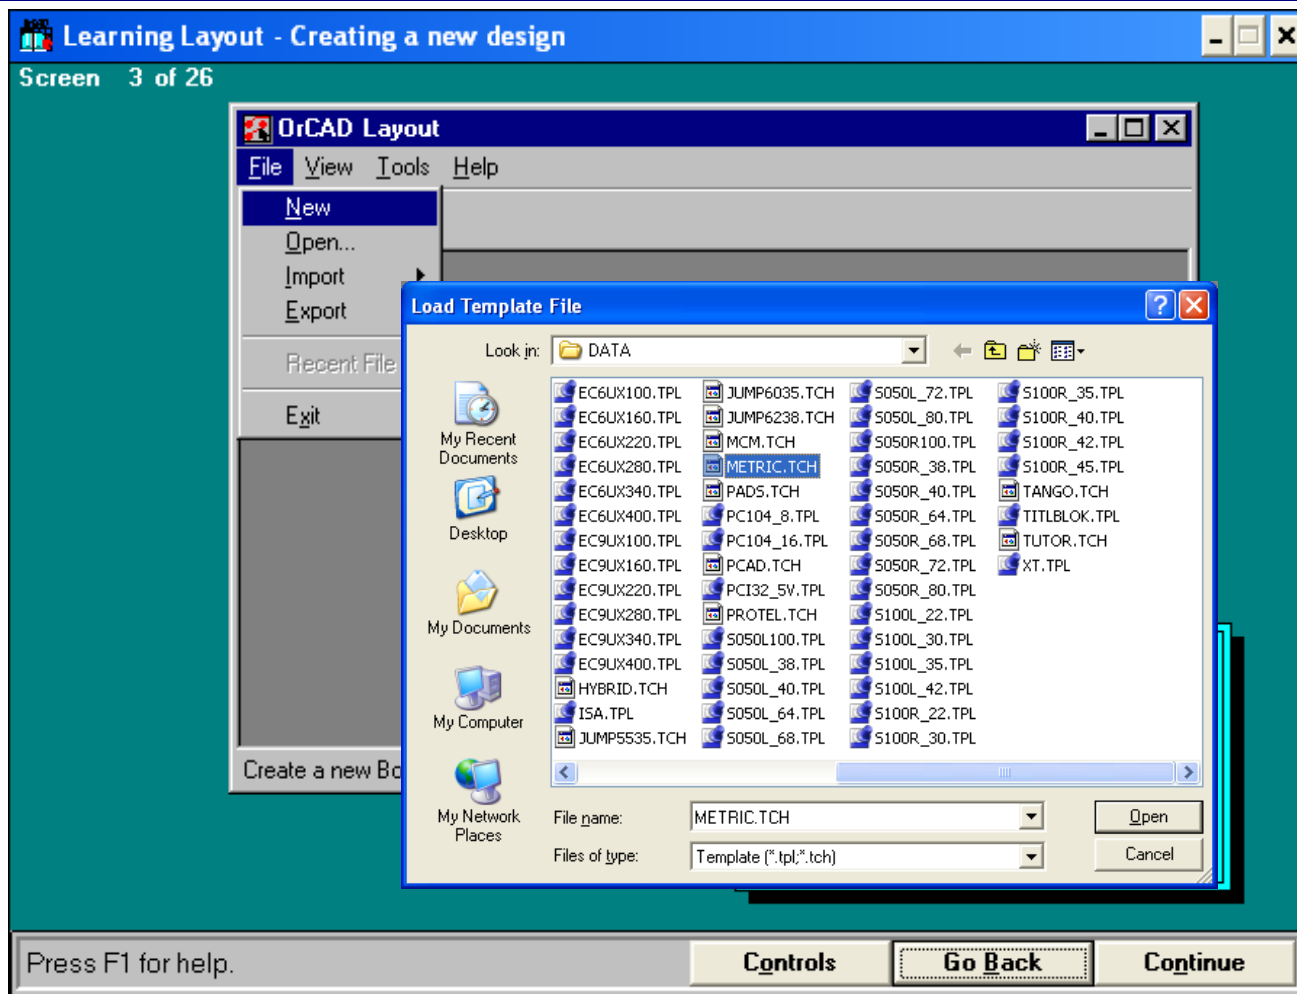 Learning Layout - Creating a new design
Screen 3 of 26
OrCAD Layout
File View Tools Help
New
Open...
Import
Export
Recent File
Exit
Load Template File
Look in: DATA
My Recent Documents
Desktop
My Documents
My Computer
My Network Places
EC6UX100.TPL JUMP6035.TCH S050L_72.TPL S100R_35.TPL
EC6UX160.TPL JUMP6238.TCH S050L_80.TPL S100R_40.TPL
EC6UX220.TPL MCM.TCH S050R100.TPL S100R_42.TPL
EC6UX280.TPL METRIC.TCH S050R_38.TPL S100R_45.TPL
EC6UX340.TPL PADS.TCH S050R_40.TPL TANGO.TCH
EC6UX400.TPL PC104_8.TPL S050R_64.TPL TITLBLOK.TPL
EC9UX100.TPL PC104_16.TPL S050R_68.TPL TUTOR.TCH
EC9UX160.TPL PCAD.TCH S050R_72.TPL XT.TPL
EC9UX220.TPL PCI32_5V.TPL S050R_80.TPL
EC9UX280.TPL PROTEL.TCH S100L_22.TPL
EC9UX340.TPL S050L100.TPL S100L_30.TPL
EC9UX400.TPL S050L_38.TPL S100L_35.TPL
HYBRID.TCH S050L_40.TPL S100L_42.TPL
ISA.TPL S050L_64.TPL S100R_22.TPL
JUMP5535.TCH S050L_68.TPL S100R_30.TPL
File name: METRIC.TCH Open
Files of type: Template (*.tpl;*.tch) Cancel
Create a new Bo
Press F1 for help. Controls Go Back Continue